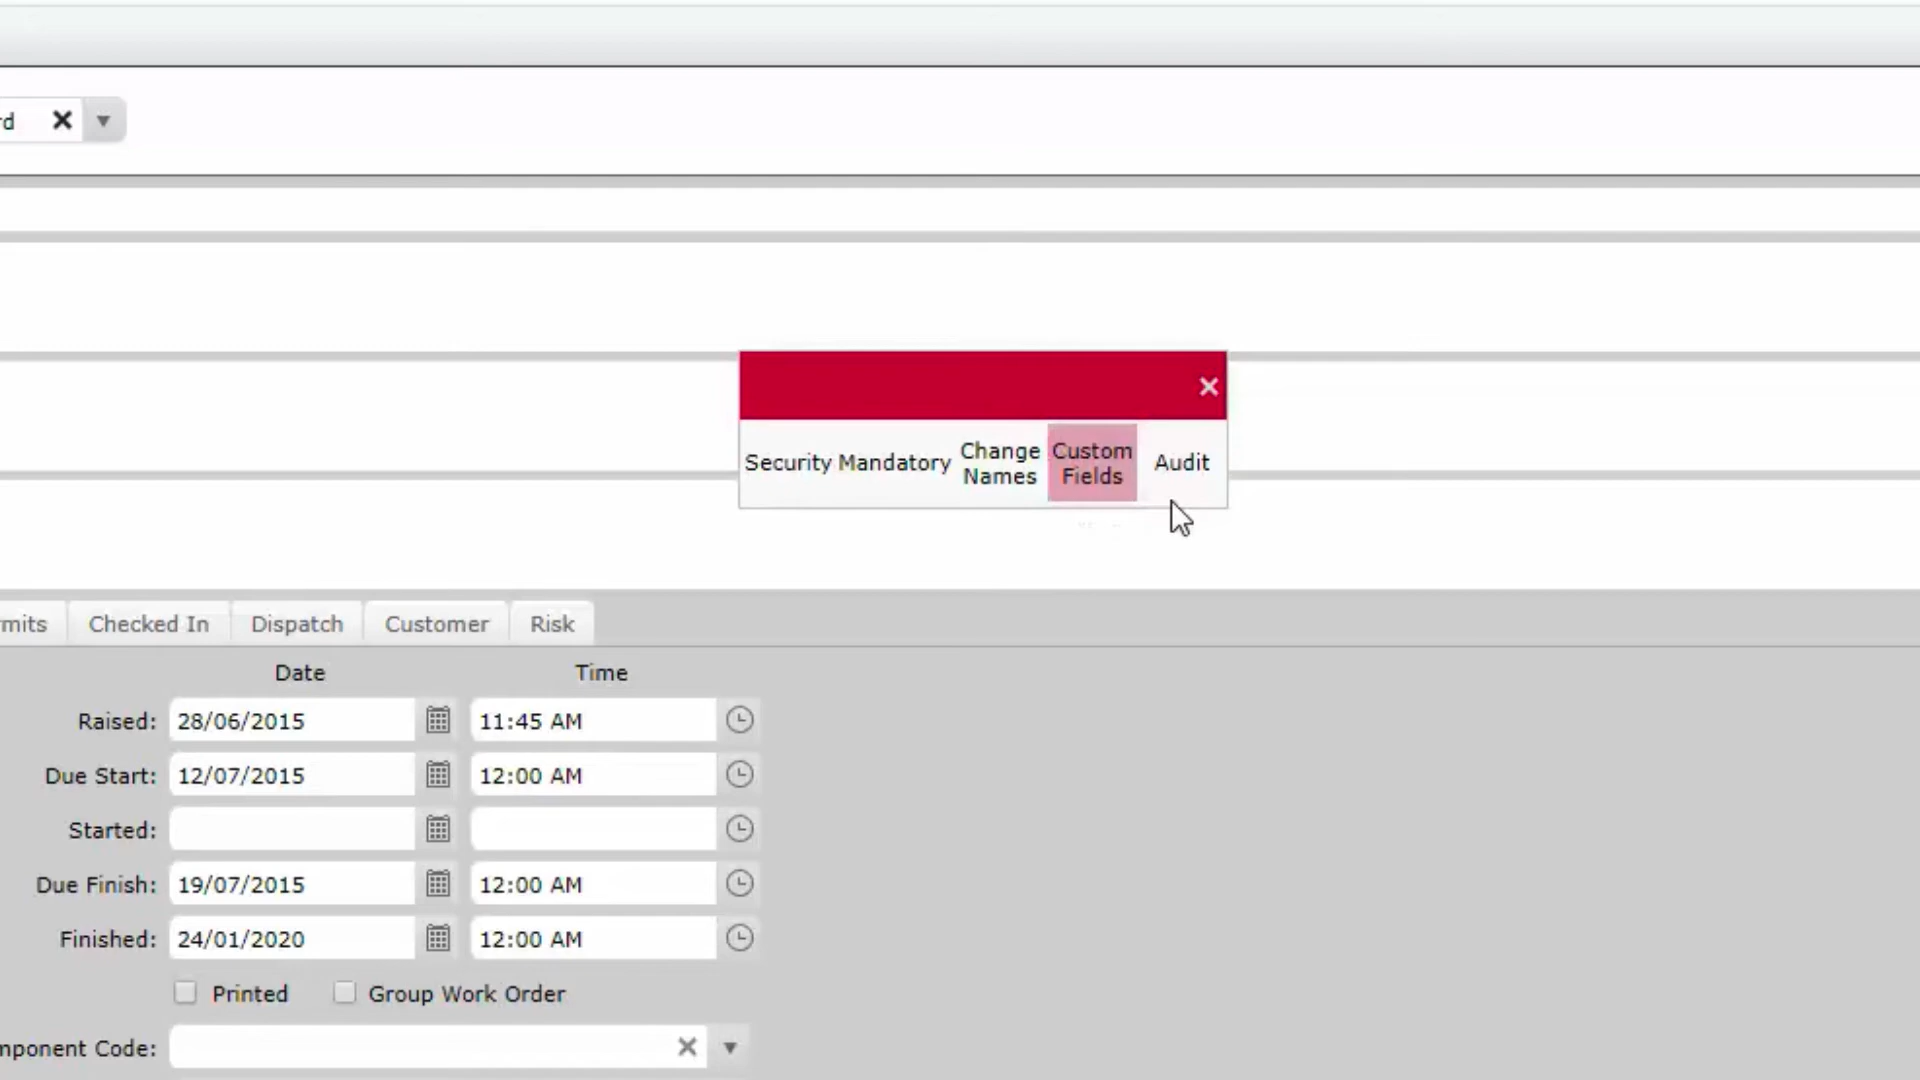 rd
Security Mandatory Change Names Custom Fields Audit
mits Checked In Dispatch Customer Risk
Date Time
Raised: 28/06/2015 11:45 AM
Due Start: 12/07/2015 12:00 AM
Started:
Due Finish: 19/07/2015 12:00 AM
Finished: 24/01/2020 12:00 AM
Printed Group Work Order
mponent Code: